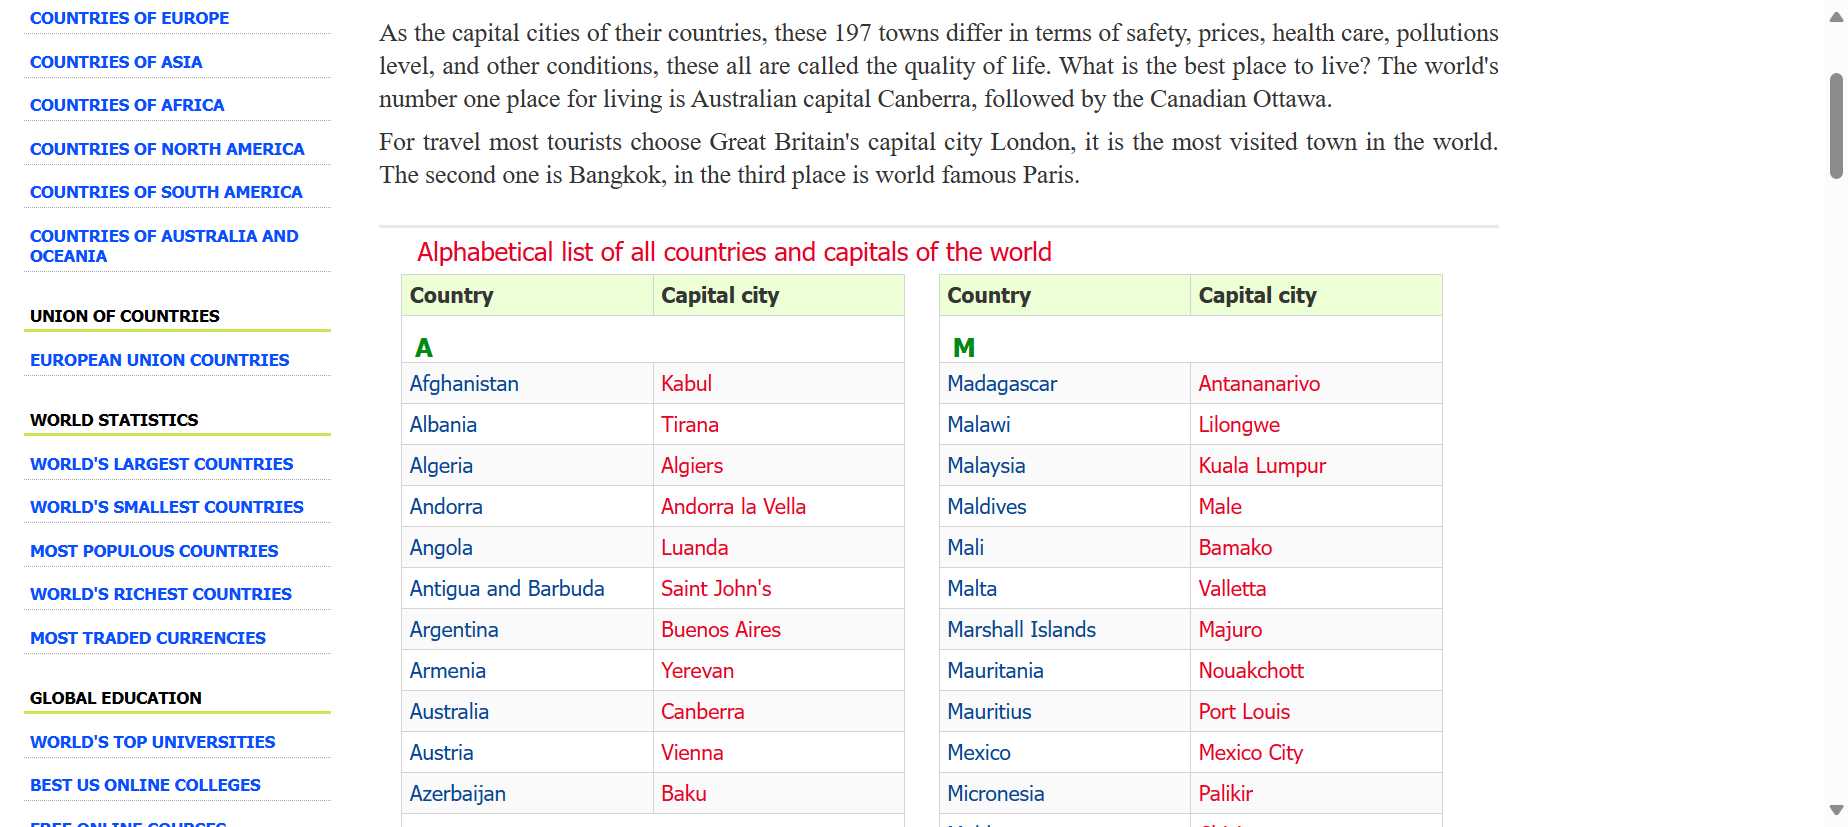 COUNTRIES OF EUROPE
COUNTRIES OF ASIA
COUNTRIES OF AFRICA
COUNTRIES OF NORTH AMERICA
COUNTRIES OF SOUTH AMERICA
COUNTRIES OF AUSTRALIA AND
OCEANIA
UNION OF COUNTRIES
EUROPEAN UNION COUNTRIES
WORLD STATISTICS
WORLD'S LARGEST COUNTRIES
WORLD'S SMALLEST COUNTRIES
MOST POPULOUS COUNTRIES
WORLD'S RICHEST COUNTRIES
MOST TRADED CURRENCIES
GLOBAL EDUCATION
WORLD'S TOP UNIVERSITIES
BEST US ONLINE COLLEGES
FREE ONLINE COURSES
As the capital cities of their countries, these 197 towns differ in terms of safety, prices, health care, pollutions
level, and other conditions, these all are called the quality of life. What is the best place to live? The world's
number one place for living is Australian capital Canberra, followed by the Canadian Ottawa.
For travel most tourists choose Great Britain's capital city London, it is the most visited town in the world.
The second one is Bangkok, in the third place is world famous Paris.
Alphabetical list of all countries and capitals of the world
Country Capital city
A
Afghanistan Kabul
Albania Tirana
Algeria Algiers
Andorra Andorra la Vella
Angola Luanda
Antigua and Barbuda Saint John's
Argentina Buenos Aires
Armenia Yerevan
Australia Canberra
Austria Vienna
Azerbaijan Baku
Country Capital city
M
Madagascar Antananarivo
Malawi Lilongwe
Malaysia Kuala Lumpur
Maldives Male
Mali Bamako
Malta Valletta
Marshall Islands Majuro
Mauritania Nouakchott
Mauritius Port Louis
Mexico Mexico City
Micronesia Palikir